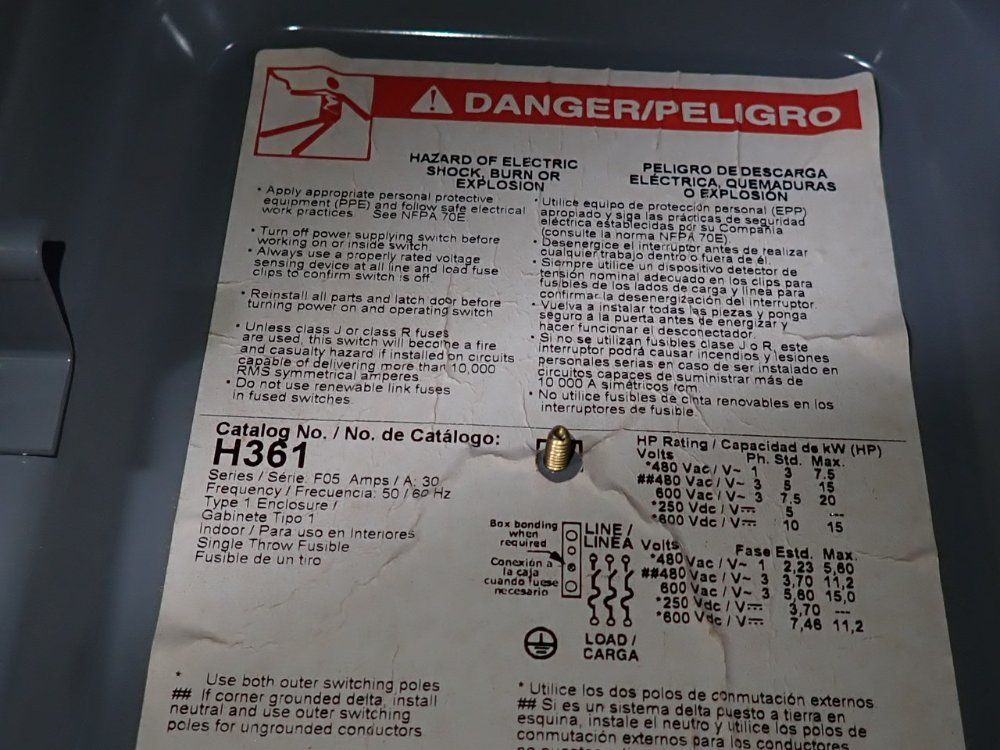 DANGER/PELIGRO
HAZARD OF ELECTRIC
SHOCK, BURN OR
EXPLOSION
• Apply appropriate personal protective
equipment (PPE) and follow safe electrical
work practices See NFPA 70E.
• Turn off power supplying switch before
working on or inside switch.
• Always use a properly rated voltage
sensing device at all line and load fuse
clips to confirm switch is off.
• Reinstall all parts and latch door before
turning power on and operating switch
• Unless class J or class R fuses
are used, this switch will become a fire
and casualty hazard if installed on circuits
capable of delivering more than 10,000
RMS symmetrical amperes.
• Do not use renewable link fuses
in fused switches.
PELIGRO DE DESCARGA
ELÉCTRICA, QUEMADURAS
O EXPLOSIÓN
• Utilice equipo de protección personal (EPP)
apropiado y siga las prácticas de seguridad
eléctrica establecidas por su Compañía
(consulte la norma NFPA 70E).
• Desenergice el interruptor antes de realizar
cualquier trabajo dentro o fuera de él.
• Siempre utilice un dispositivo detector de
tensión nominal adecuado en los clips para
fusibles de los lados de carga y línea para
confirmar la desenergización del interruptor.
• Vuelva a instalar todas las piezas y ponga
seguro a la puerta antes de energizar y
hacer funcionar el desconectador.
• Si no se utilizan fusibles clase J o R, este
interruptor podrá causar incendios y lesiones
personales serias en caso de ser instalado en
circuitos capaces de suministrar más de
10 000 A simétricos rcm.
• No utilice fusibles de cinta renovables en los
interruptores de fusible.
Catalog No. / No. de Catálogo:
H361
Series / Série: F05 Amps / A: 30
Frequency / Frecuencia: 50 / 60 Hz
Type 1 Enclosure /
Gabinete Tipo 1
Indoor / Para uso en Interiores
Single Throw Fusible
Fusible de un tiro
HP Rating / Capacidad de kW (HP)
Volts Ph. Std. Max.
*480 Vac / V~ 1 3 7.5
##480 Vac / V~ 3 5 15
600 Vac / V~ 3 7.5 20
*250 Vdc / V⎓ 5 ---
*600 Vdc / V⎓ 10 15
Box bonding
when
required
Conexión a
la caja
cuando fuese
necesario
LINE /
LINEA
LOAD /
CARGA
Volts Fase Estd. Max.
*480 Vac / V~ 1 2,23 5,60
##480 Vac / V~ 3 3,70 11,2
600 Vac / V~ 3 5,60 15,0
*250 Vdc / V⎓ 3,70 ---
*600 Vdc / V⎓ 7,46 11,2
* Use both outer switching poles
## If corner grounded delta, install
neutral and use outer switching
poles for ungrounded conductors
* Utilice los dos polos de conmutación externos
## Si es un sistema delta puesto a tierra en
esquina, instale el neutro y utilice los polos de
conmutación externos para los conductores